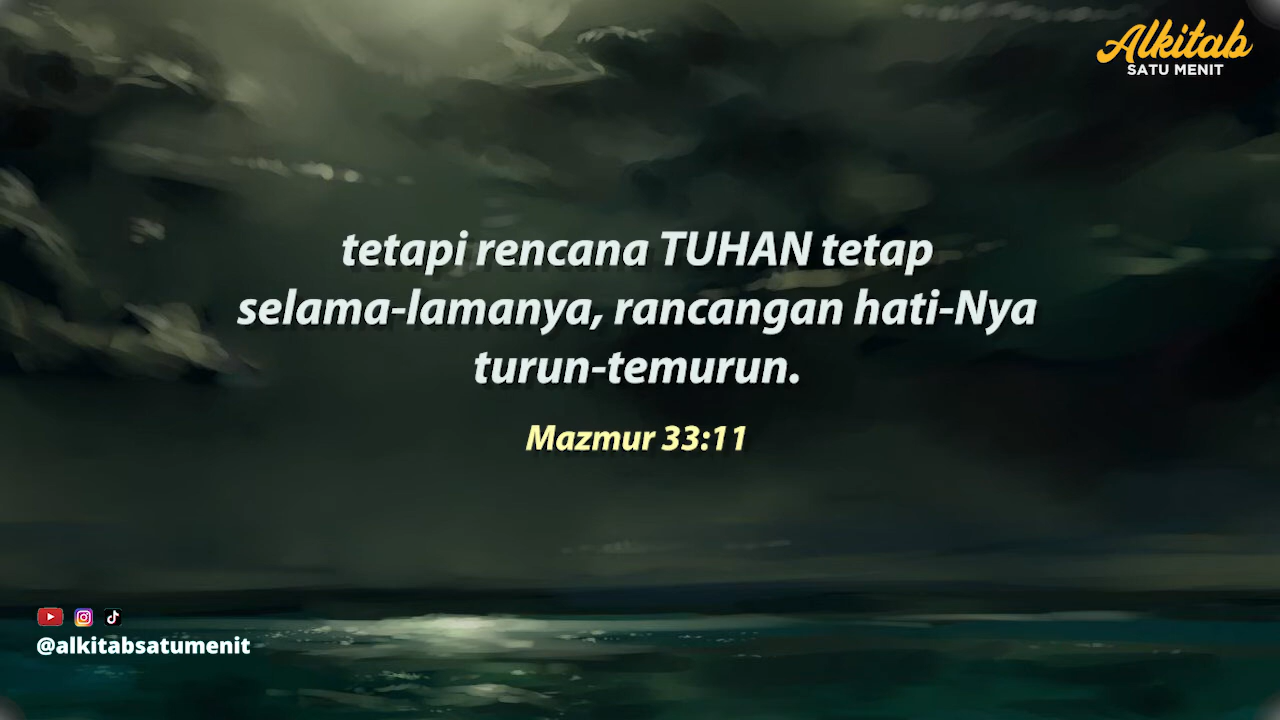 Alkitab
SATU MENIT
tetapi rencana TUHAN tetap
selama-lamanya, rancangan hati-Nya
turun-temurun.
Mazmur 33:11
@alkitabsatumenit